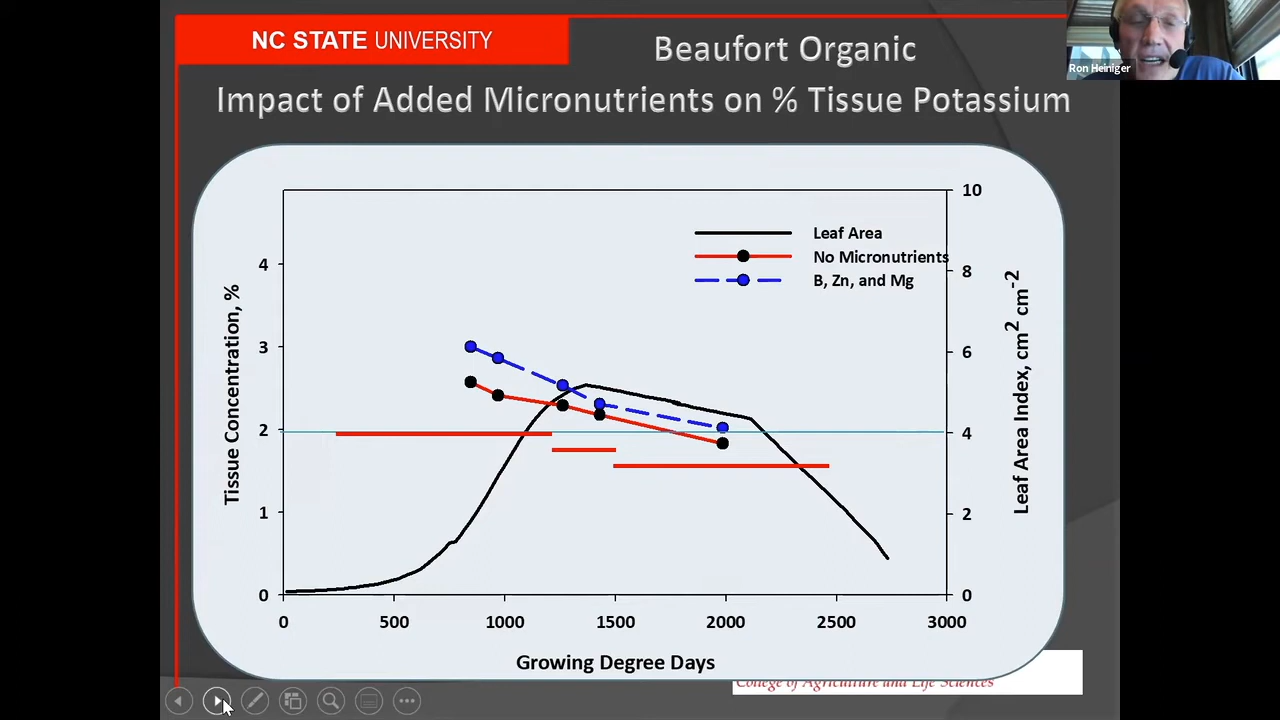 NC STATE UNIVERSITY
Beaufort Organic
Impact of Added Micronutrients on % Tissue Potassium
Ron Heiniger
10
8
6
4
2
0
4
3
2
1
0
Leaf Area
No Micronutrients
B, Zn, and Mg
Tissue Concentration, %
Leaf Area Index, cm2 cm-2
0 500 1000 1500 2000 2500 3000
Growing Degree Days
College of Agriculture and Life Sciences